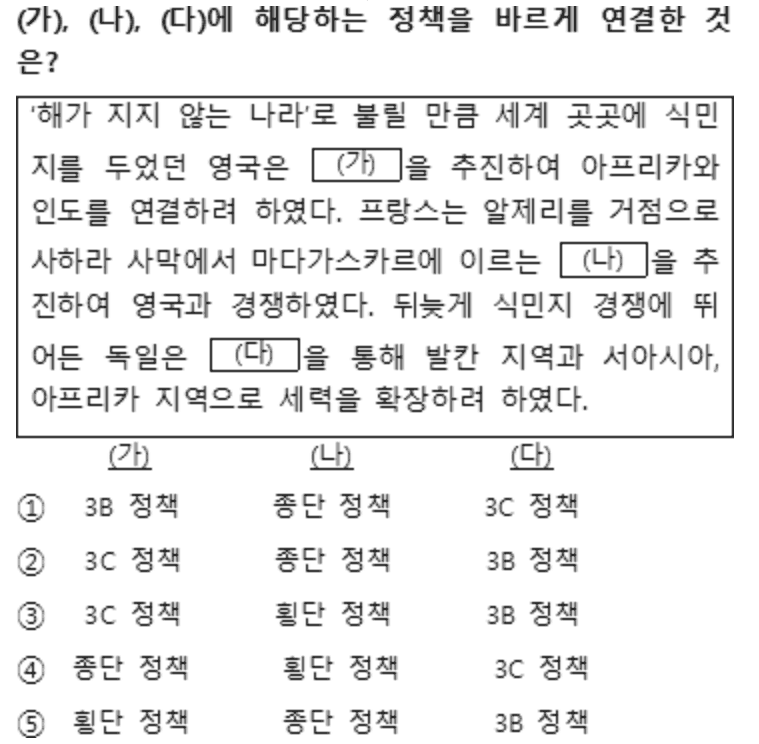 (가), (나), (다)에 해당하는 정책을 바르게 연결한 것
은?
‘해가 지지 않는 나라’로 불릴 만큼 세계 곳곳에 식민
지를 두었던 영국은 (가) 을 추진하여 아프리카와
인도를 연결하려 하였다. 프랑스는 알제리를 거점으로
사하라 사막에서 마다가스카르에 이르는 (나) 을 추
진하여 영국과 경쟁하였다. 뒤늦게 식민지 경쟁에 뛰
어든 독일은 (다) 을 통해 발칸 지역과 서아시아,
아프리카 지역으로 세력을 확장하려 하였다.
(가) (나) (다)
① 3B 정책 종단 정책 3C 정책
② 3C 정책 종단 정책 3B 정책
③ 3C 정책 횡단 정책 3B 정책
④ 종단 정책 횡단 정책 3C 정책
⑤ 횡단 정책 종단 정책 3B 정책